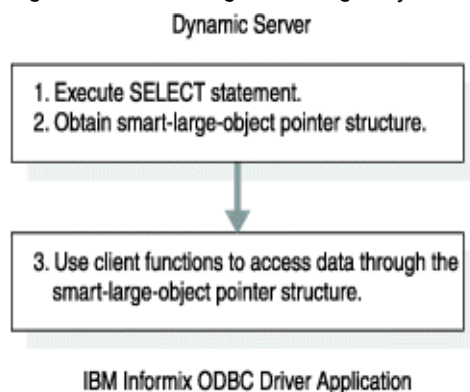 Dynamic Server
1. Execute SELECT statement.
2. Obtain smart-large-object pointer structure.
3. Use client functions to access data through the
smart-large-object pointer structure.
IBM Informix ODBC Driver Application